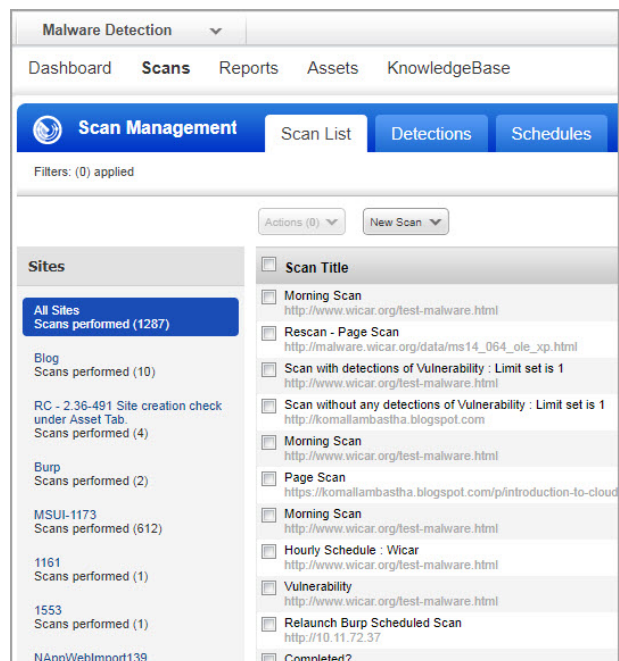 Malware Detection
Dashboard Scans Reports Assets KnowledgeBase
Scan Management
Scan List Detections Schedules
Filters: (0) applied
Actions (0) New Scan
Sites
All Sites
Scans performed (1287)
Blog
Scans performed (10)
RC - 2.36-491 Site creation check
under Asset Tab.
Scans performed (4)
Burp
Scans performed (2)
MSUI-1173
Scans performed (612)
1161
Scans performed (1)
1553
Scans performed (1)
NAppWebImport139
Scan Title
Morning Scan
http://www.wicar.org/test-malware.html
Rescan - Page Scan
http://malware.wicar.org/data/ms14_064_ole_xp.html
Scan with detections of Vulnerability : Limit set is 1
http://www.wicar.org/test-malware.html
Scan without any detections of Vulnerability : Limit set is 1
http://komallambastha.blogspot.com
Morning Scan
http://www.wicar.org/test-malware.html
Page Scan
https://komallambastha.blogspot.com/p/introduction-to-cloud
Morning Scan
http://www.wicar.org/test-malware.html
Hourly Schedule : Wicar
http://www.wicar.org/test-malware.html
Vulnerability
http://www.wicar.org/test-malware.html
Relaunch Burp Scheduled Scan
http://10.11.72.37
Completed?